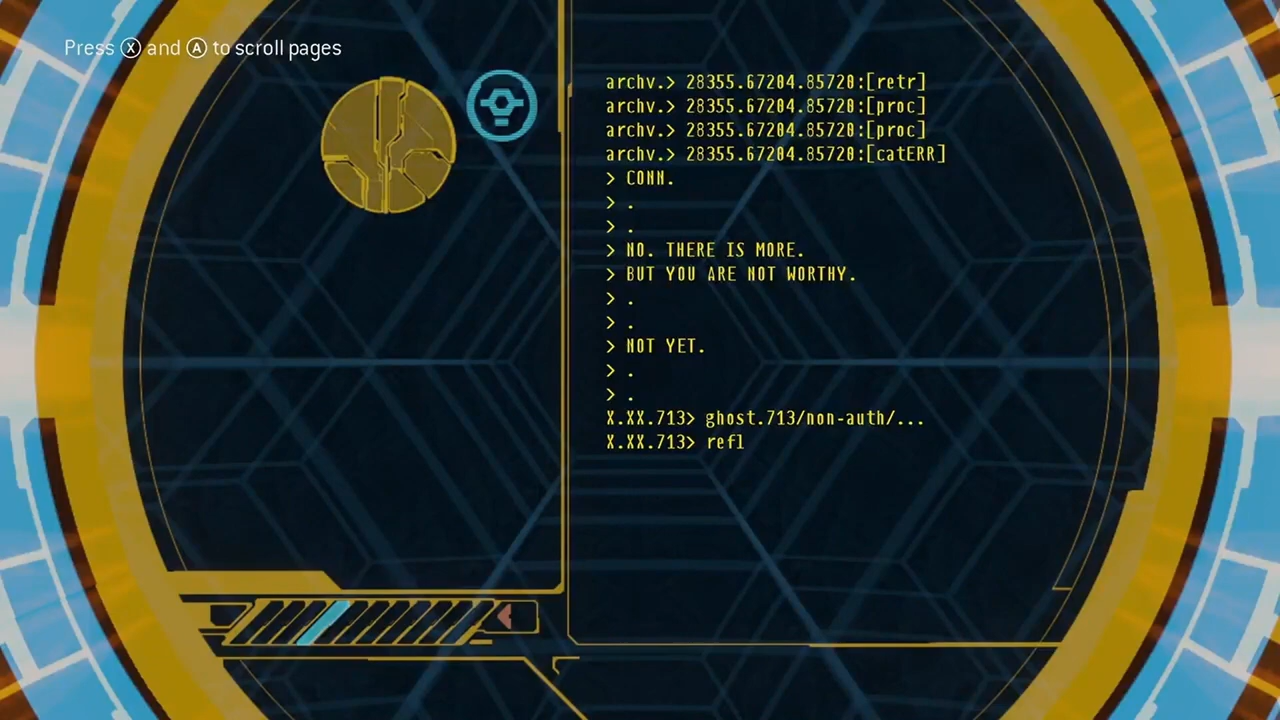 Press X and A to scroll pages
archv.> 28355.67204.85720:[retr]
archv.> 28355.67204.85720:[proc]
archv.> 28355.67204.85720:[proc]
archv.> 28355.67204.85720:[catERR]
> CONN.
> .
> .
> NO. THERE IS MORE.
> BUT YOU ARE NOT WORTHY.
> .
> .
> NOT YET.
> .
> .
X.XX.713> ghost.713/non-auth/...
X.XX.713> refl